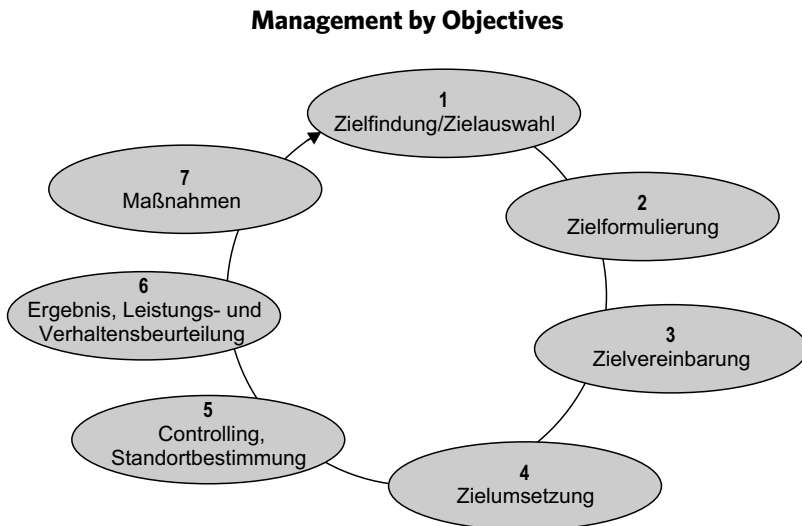 Management by Objectives
1
Zielfindung/Zielauswahl
2
Zielformulierung
3
Zielvereinbarung
4
Zielumsetzung
5
Controlling,
Standortbestimmung
6
Ergebnis, Leistungs- und
Verhaltensbeurteilung
7
Maßnahmen